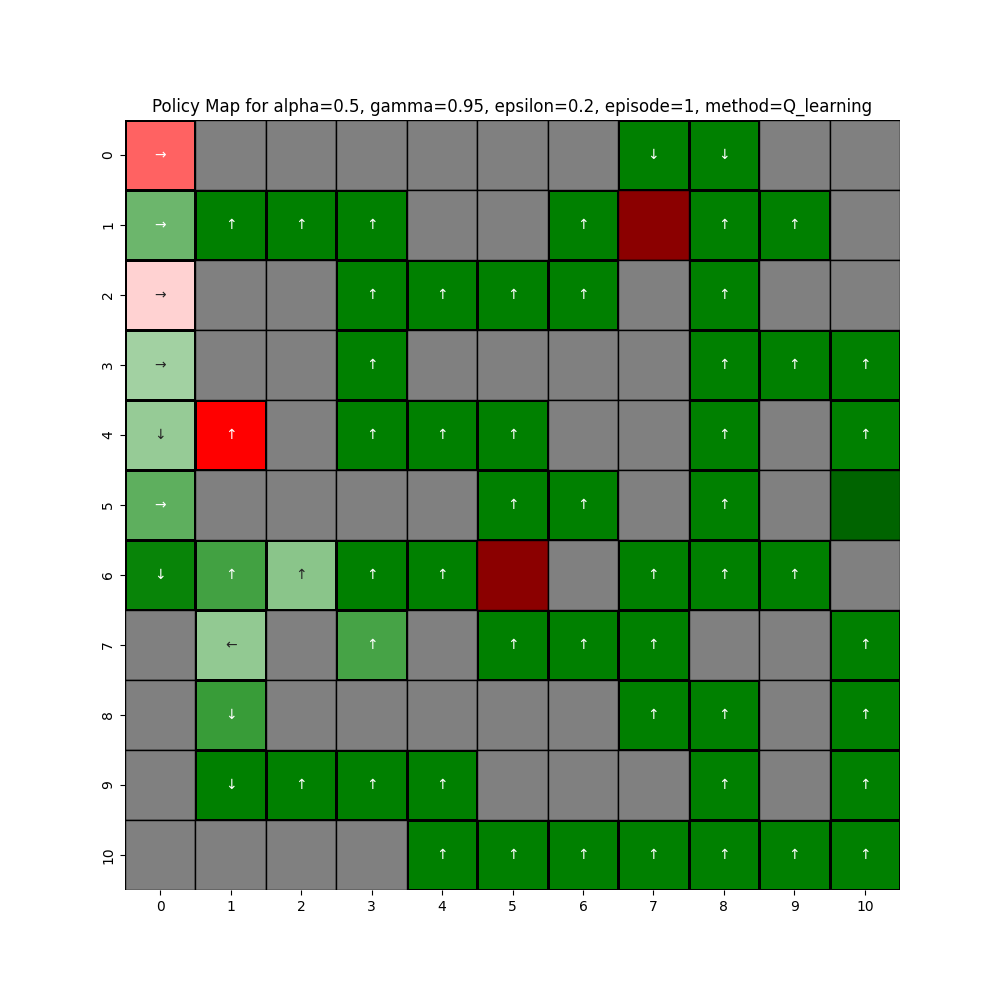 Policy Map for alpha=0.5, gamma=0.95, epsilon=0.2, episode=1, method=Q_learning
0 → ↓ ↓
1 → ↑ ↑ ↑ ↑ ↑ ↑
2 → ↑ ↑ ↑ ↑ ↑
3 → ↑ ↑ ↑ ↑
4 ↓ ↑ ↑ ↑ ↑ ↑ ↑
5 → ↑ ↑ ↑
6 ↓ ↑ ↑ ↑ ↑ ↑ ↑ ↑
7 ← ↑ ↑ ↑ ↑ ↑
8 ↓ ↑ ↑ ↑
9 ↓ ↑ ↑ ↑ ↑ ↑
10 ↑ ↑ ↑ ↑ ↑ ↑ ↑
0 1 2 3 4 5 6 7 8 9 10